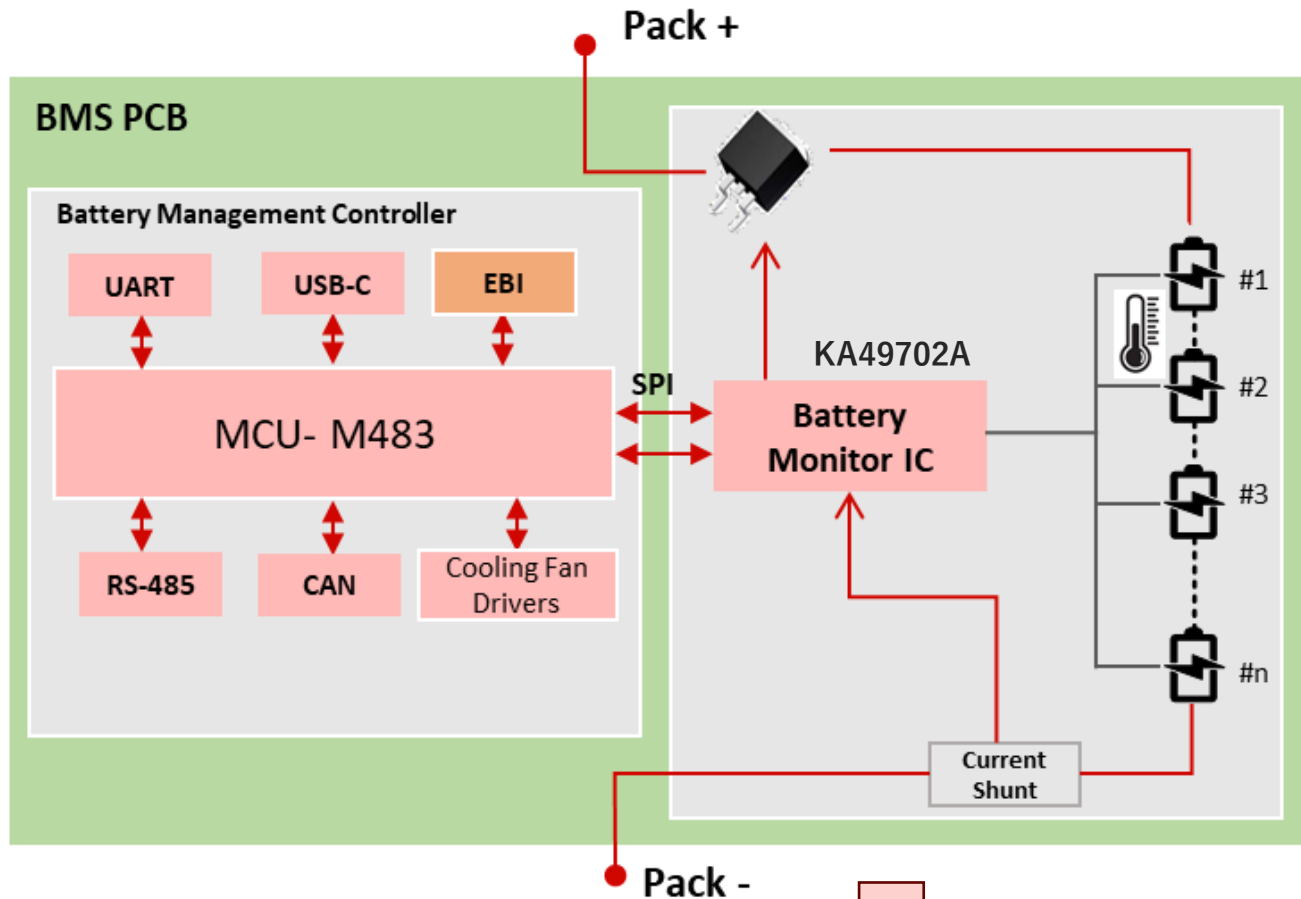 Pack +
BMS PCB
Battery Management Controller
UART
USB-C
EBI
MCU- M483
SPI
RS-485
CAN
Cooling Fan
Drivers
KA49702A
Battery
Monitor IC
#1
#2
#3
#n
Current
Shunt
Pack -